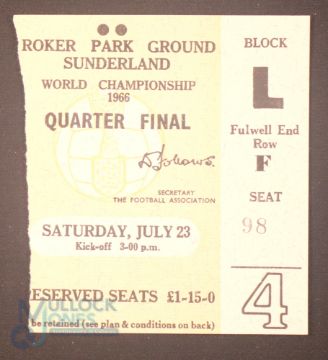 ROKER PARK GROUND
SUNDERLAND
WORLD CHAMPIONSHIP
1966
QUARTER FINAL
SECRETARY
THE FOOTBALL ASSOCIATION
SATURDAY, JULY 23
Kick-off 3-00 p.m.
RESERVED SEATS £1-15-0
be retained (see plan & conditions on back)
BLOCK
L
Fulwell End
Row
F
SEAT
98
4
MULLOCK
JONES